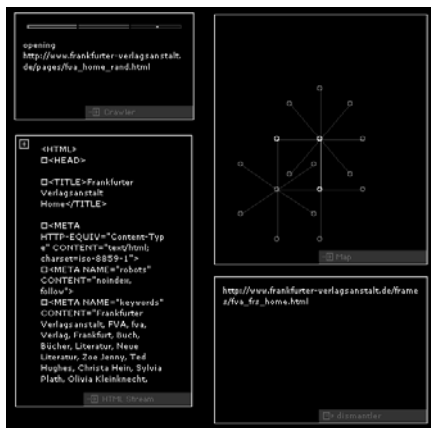 opening
http://www.frankfurter-verlagsanstalt.
de/pages/fva_home_rand.html
Crawler
<HTML>
<HEAD>
<TITLE>Frankfurter
Verlagsanstalt
Home</TITLE>
<META
HTTP-EQUIV="Content-Typ
e" CONTENT="text/html;
charset=iso-8859-1">
<META NAME="robots"
CONTENT="noindex,
follow">
<META NAME="keywords"
CONTENT="Frankfurter
Verlagsanstalt, FVA, fva,
Verlag, Frankfurt, Buch,
Bücher, Literatur, Neue
Literatur, Zoe Jenny, Ted
Hughes, Christa Hein, Sylvia
Plath, Olivia Kleinknecht,
HTML Stream
Map
http://www.frankfurter-verlagsanstalt.de/frame
s/fva_frs_home.html
dismantler